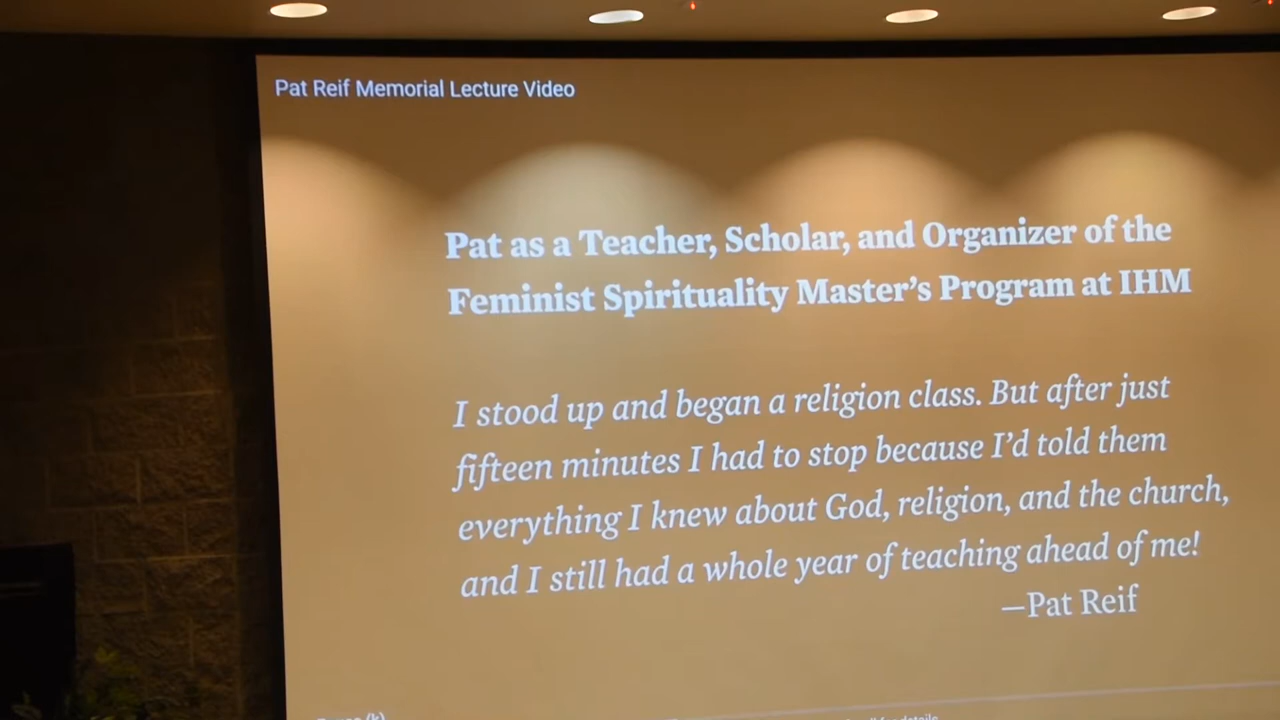 Pat Reif Memorial Lecture Video
Pat as a Teacher, Scholar, and Organizer of the
Feminist Spirituality Master's Program at IHM
I stood up and began a religion class. But after just
fifteen minutes I had to stop because I'd told them
everything I knew about God, religion, and the church,
and I still had a whole year of teaching ahead of me!
—Pat Reif